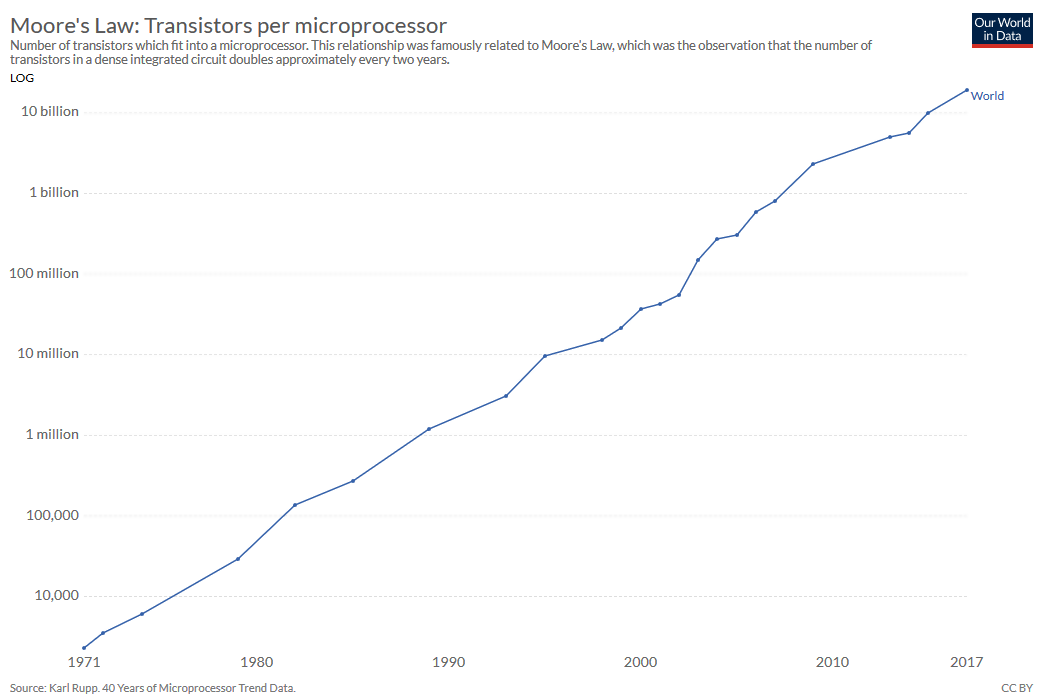 Moore's Law: Transistors per microprocessor
Our World
in Data
Number of transistors which fit into a microprocessor. This relationship was famously related to Moore's Law, which was the observation that the number of
transistors in a dense integrated circuit doubles approximately every two years.
LOG
10 billion
World
1 billion
100 million
10 million
1 million
100,000
10,000
1971
1980
1990
2000
2010
2017
Source: Karl Rupp. 40 Years of Microprocessor Trend Data.
CC BY